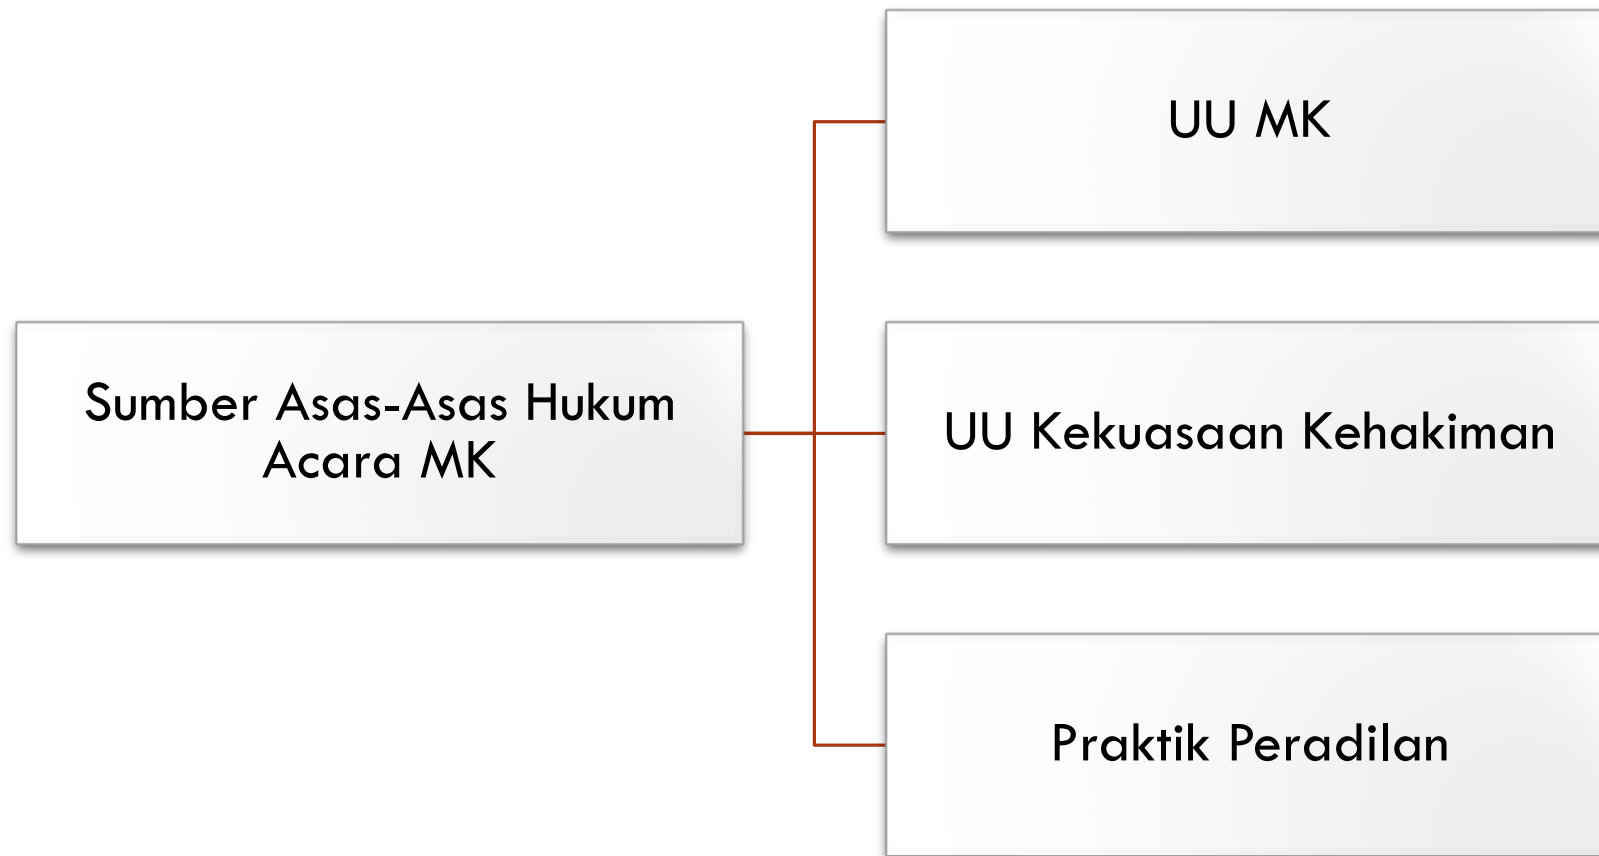 UU MK
Sumber Asas-Asas Hukum
Acara MK
UU Kekuasaan Kehakiman
Praktik Peradilan